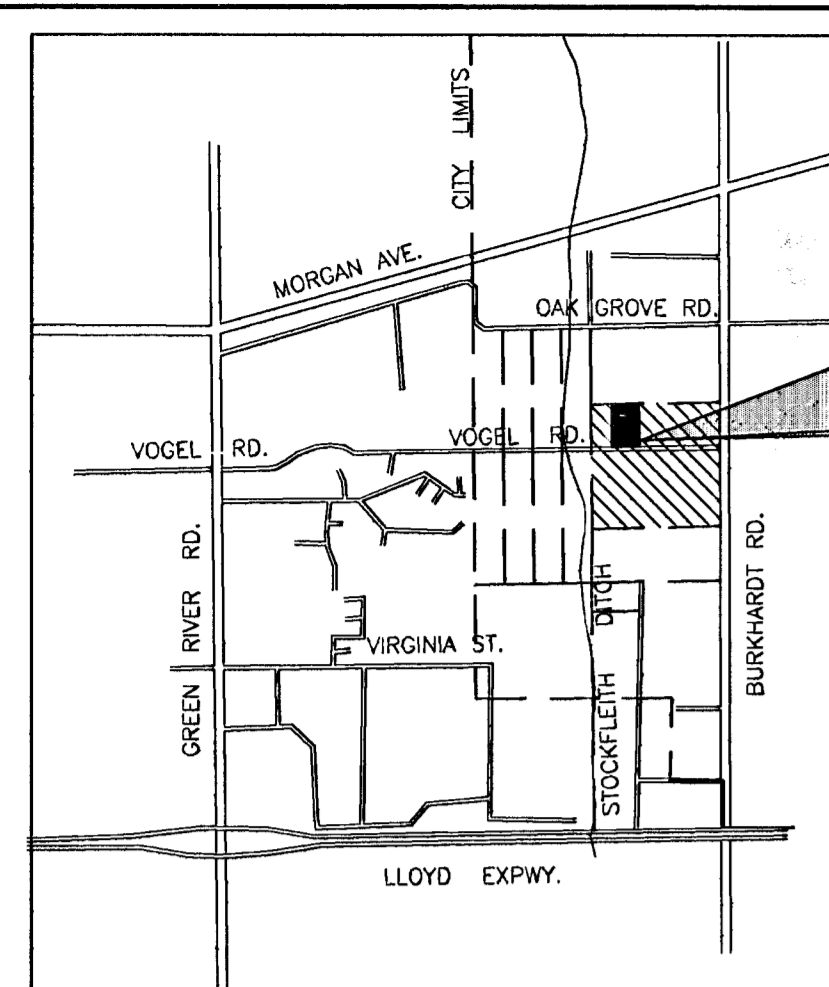 CITY LIMITS
MORGAN AVE.
OAK GROVE RD.
VOGEL RD.
VOGEL RD.
GREEN RIVER RD.
VIRGINIA ST.
STOCKFLEITH DITCH
BURKHARDT RD.
LLOYD EXPWY.